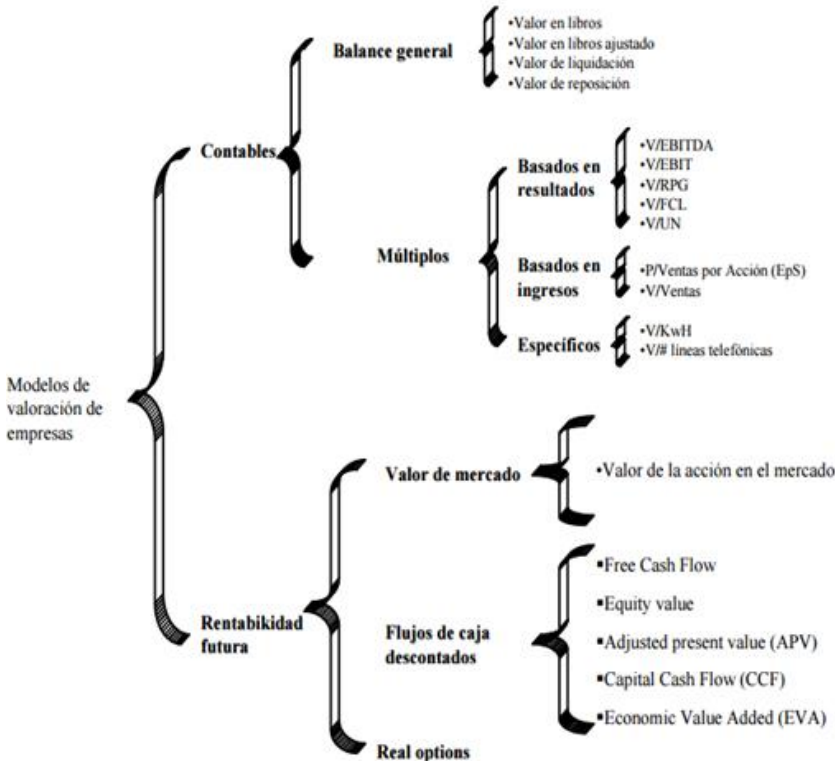 Modelos de
valoración de
empresas
Contables
Balance general
•Valor en libros
•Valor en libros ajustado
•Valor de liquidación
•Valor de reposición
Múltiplos
Basados en
resultados
•V/EBITDA
•V/EBIT
•V/RPG
•V/FCL
•V/UN
Basados en
ingresos
•P/Ventas por Acción (EpS)
•V/Ventas
Específicos
•V/KwH
•V/# líneas telefónicas
Rentabikidad
futura
Valor de mercado
•Valor de la acción en el mercado
Flujos de caja
descontados
▪Free Cash Flow
▪Equity value
▪Adjusted present value (APV)
▪Capital Cash Flow (CCF)
▪Economic Value Added (EVA)
Real options